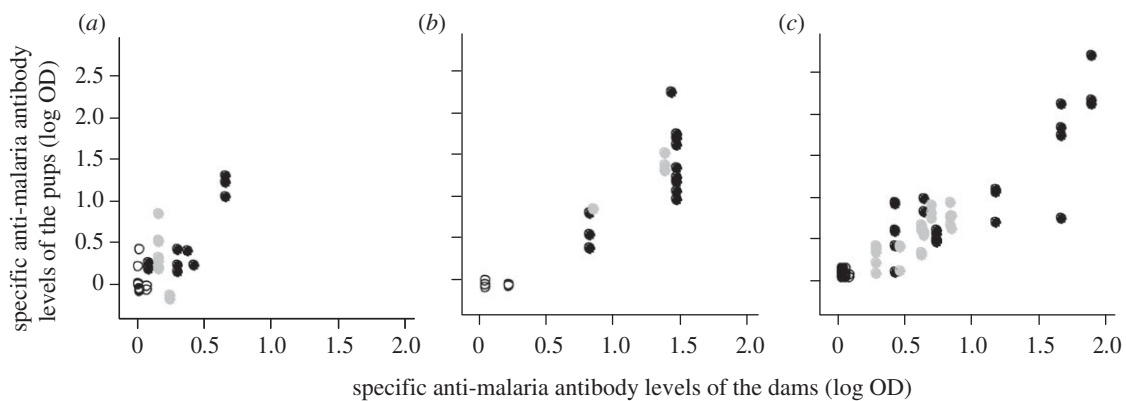 (a)
(b)
(c)
specific anti-malaria antibody
levels of the pups (log OD)
2.5
2.0
1.5
1.0
0.5
0
0 0.5 1.0 1.5 2.0
0 0.5 1.0 1.5 2.0
0 0.5 1.0 1.5 2.0
specific anti-malaria antibody levels of the dams (log OD)